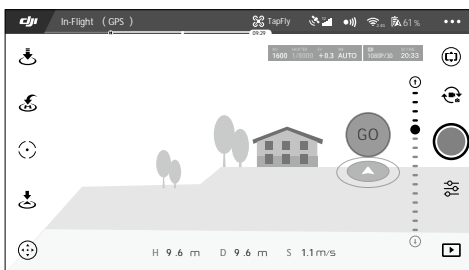 dji In-Flight (GPS) TapFly 61 %
09:29
1600 1/8000 +0.3 AUTO 1080P/30 20:33
GO
H 9.6 m D 9.6 m S 1.1 m/s